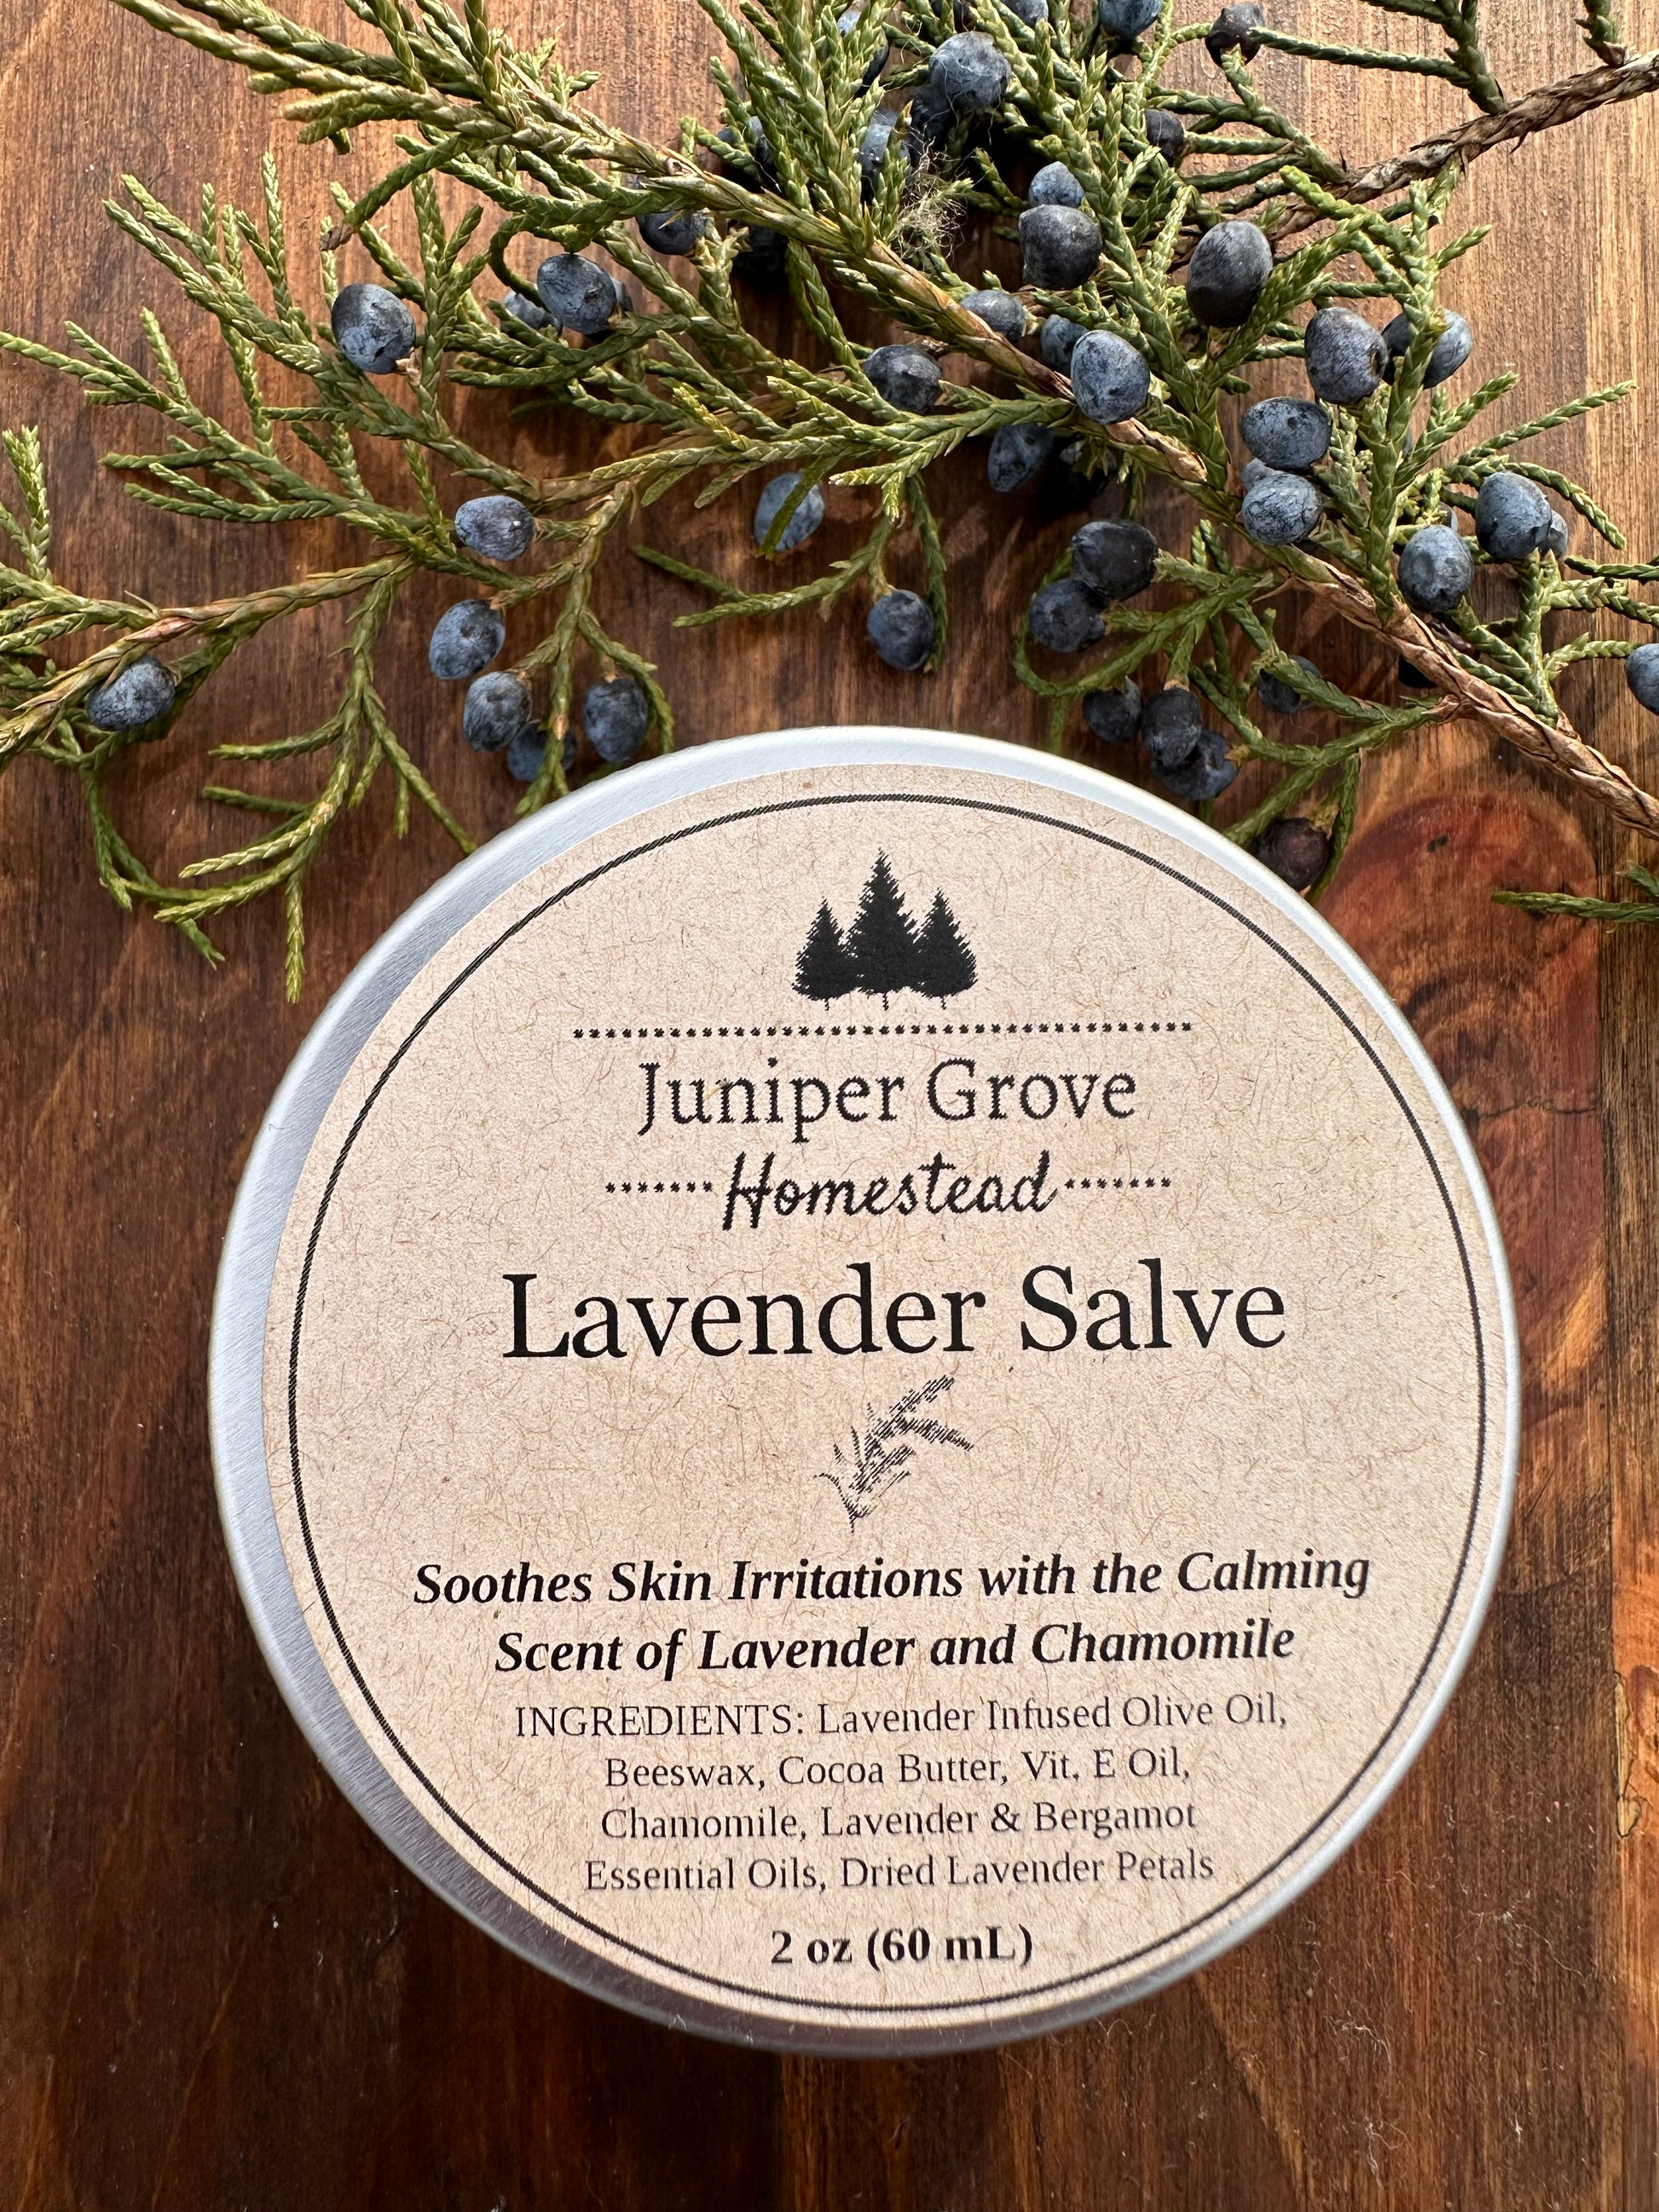 Juniper Grove
Homestead
Lavender Salve
Soothes Skin Irritations with the Calming
Scent of Lavender and Chamomile
INGREDIENTS: Lavender Infused Olive Oil,
Beeswax, Cocoa Butter, Vit. E Oil,
Chamomile, Lavender & Bergamot
Essential Oils, Dried Lavender Petals
2 oz (60 mL)